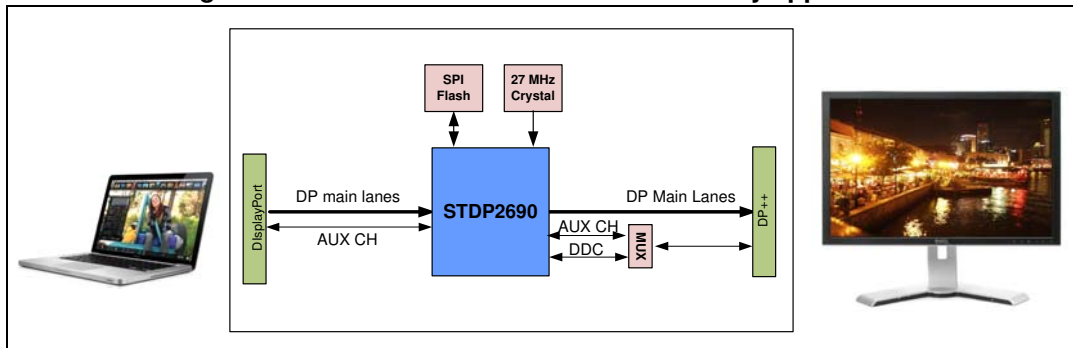 SPI
Flash
27 MHz
Crystal
DIsplayPort
DP main lanes
AUX CH
STDP2690
DP Main Lanes
AUX CH
DDC
MUX
DP++